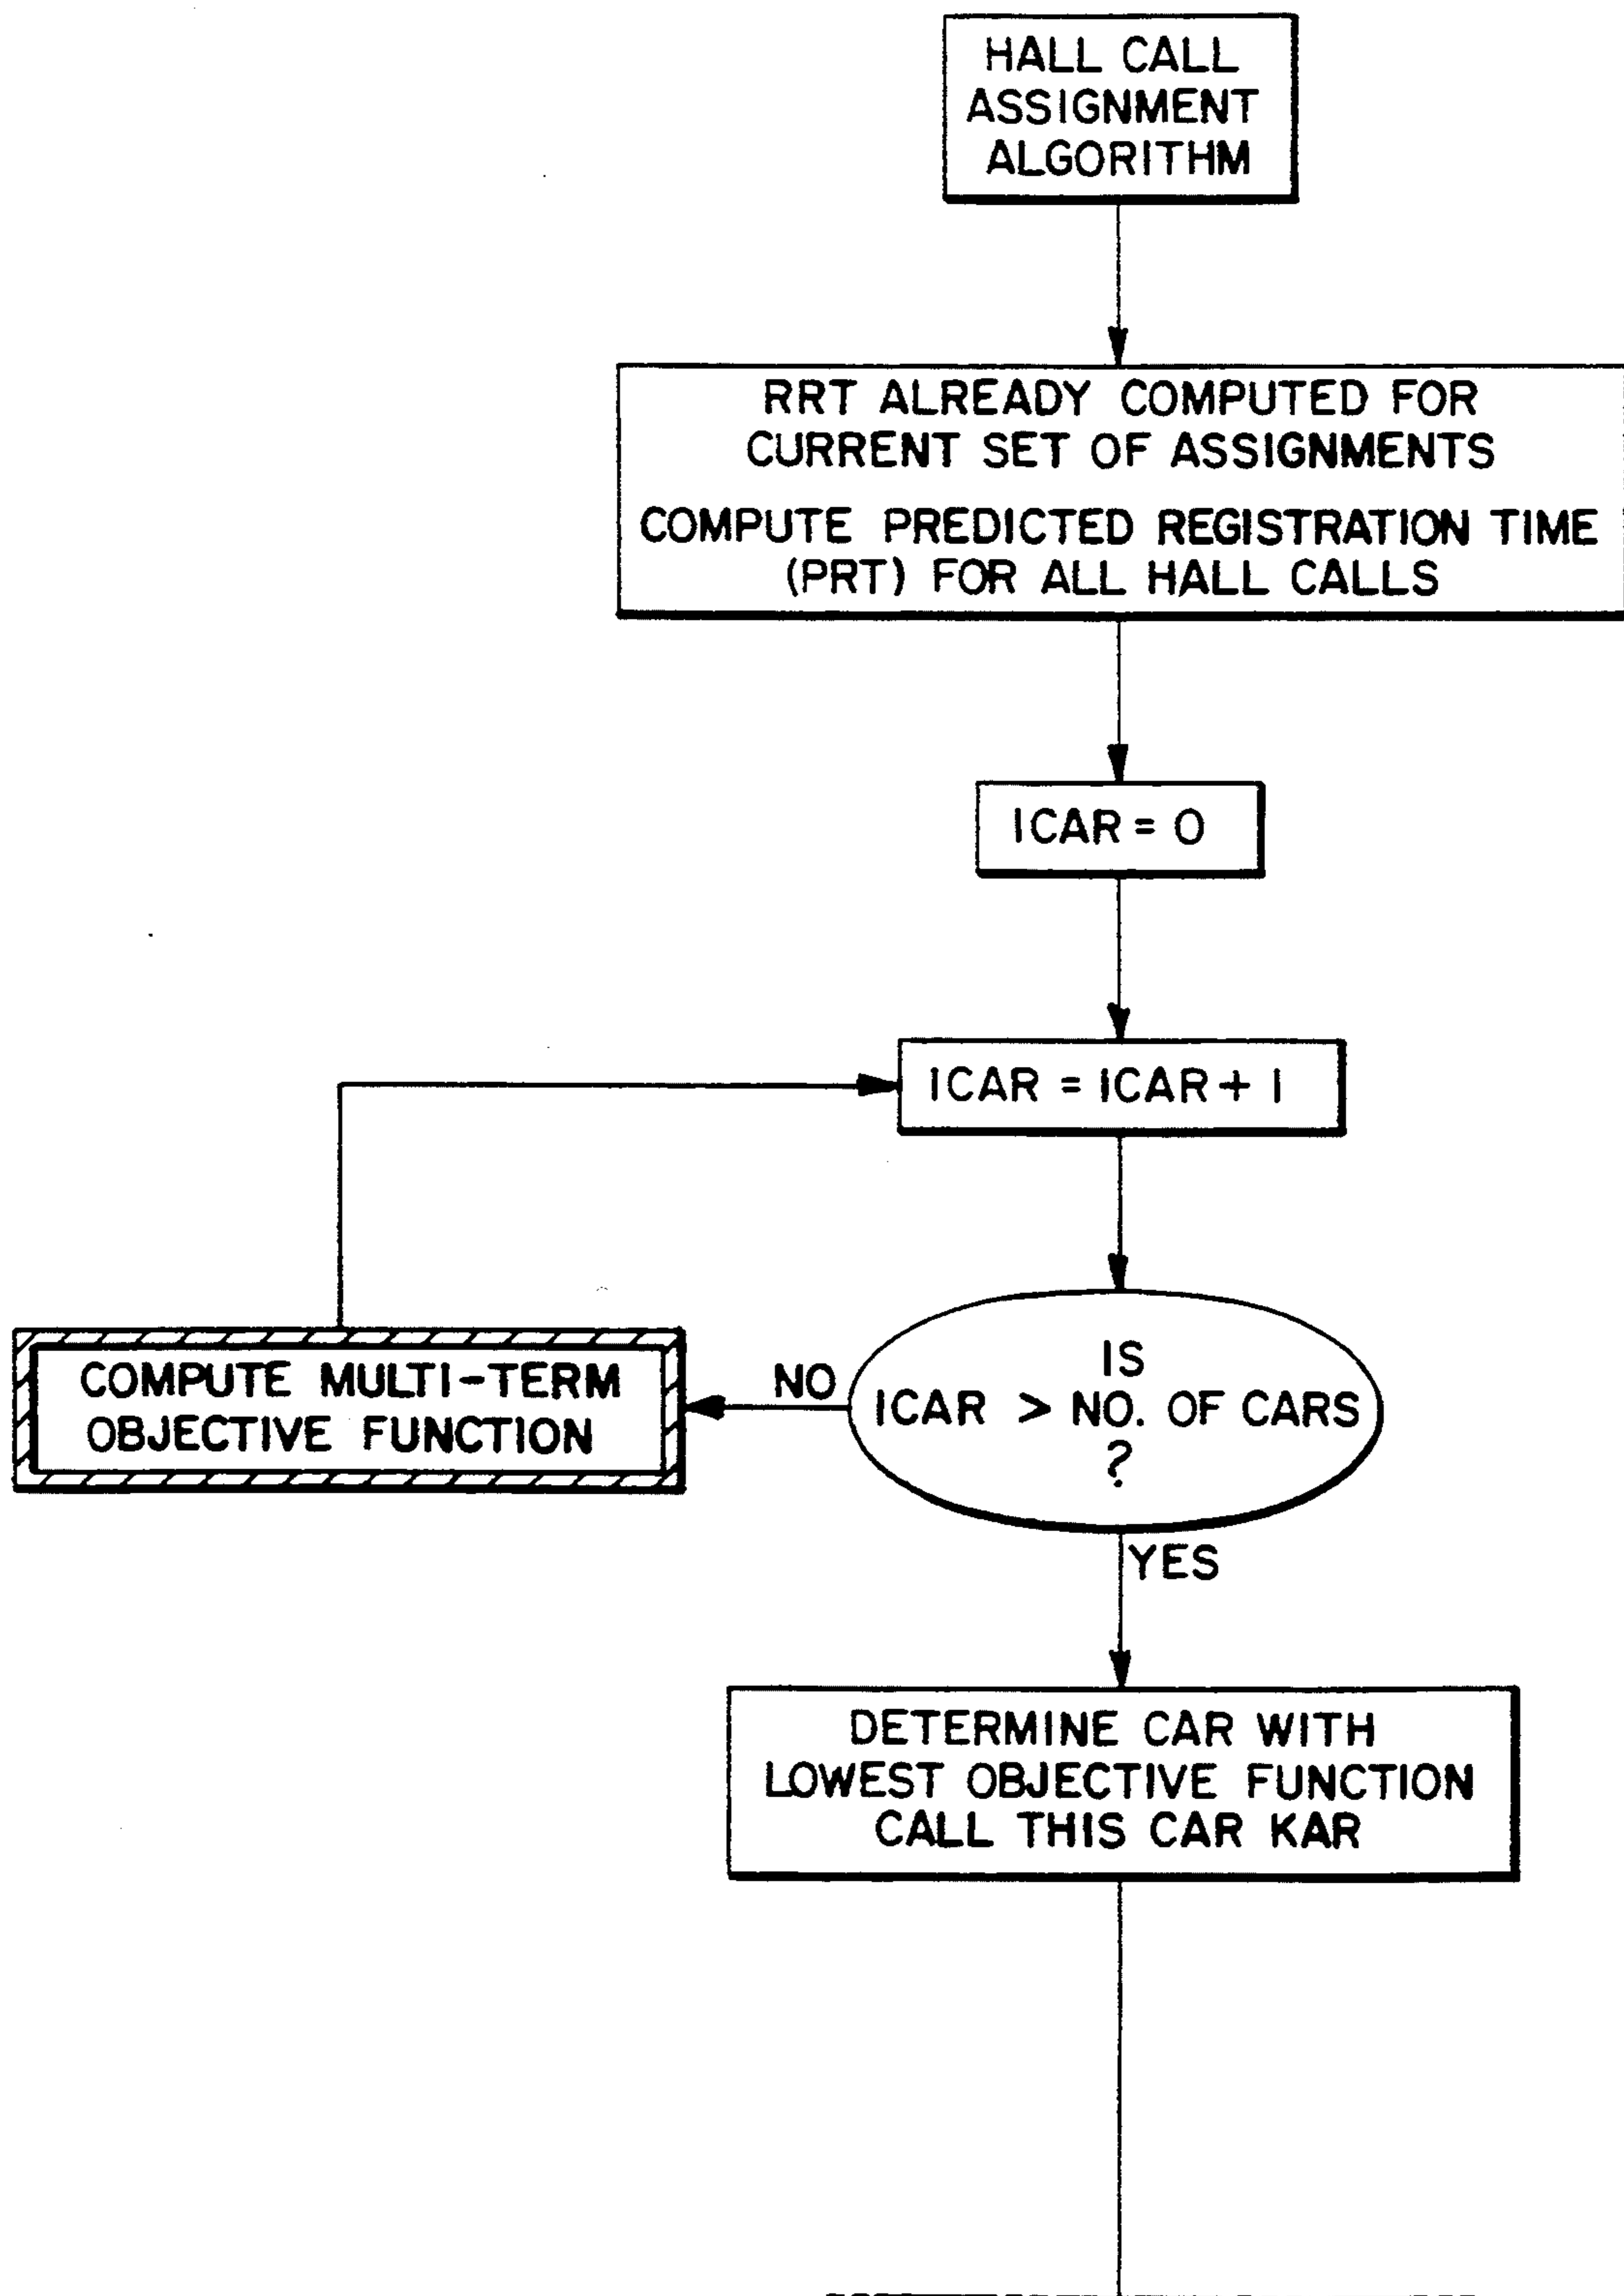 HALL CALL
ASSIGNMENT
ALGORITHM
RRT ALREADY COMPUTED FOR
CURRENT SET OF ASSIGNMENTS
COMPUTE PREDICTED REGISTRATION TIME
(PRT) FOR ALL HALL CALLS
ICAR = 0
ICAR = ICAR + 1
IS
ICAR > NO. OF CARS
?
NO
COMPUTE MULTI-TERM
OBJECTIVE FUNCTION
YES
DETERMINE CAR WITH
LOWEST OBJECTIVE FUNCTION
CALL THIS CAR KAR